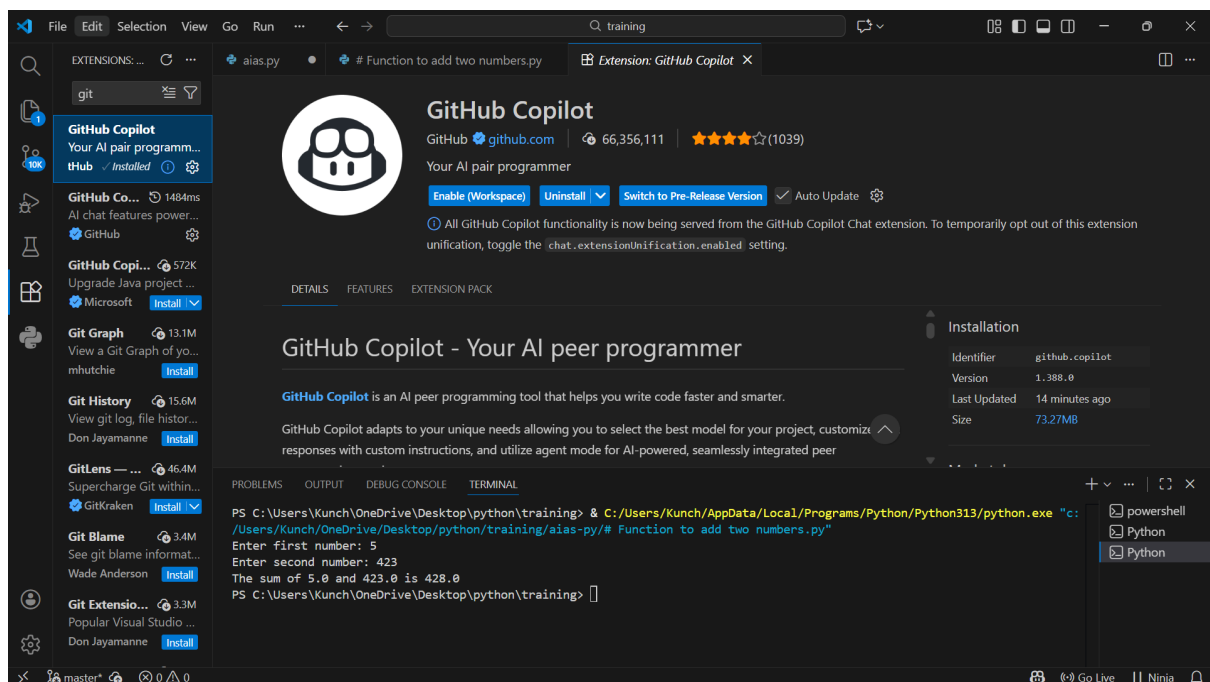 File Edit Selection View Go Run ··· training
EXTENSIONS: ...
git
GitHub Copilot
Your AI pair programm...
tHub Installed
GitHub Co... 1484ms
AI chat features power...
GitHub
GitHub Copi... 572K
Upgrade Java project ...
Microsoft Install
Git Graph 13.1M
View a Git Graph of yo...
mhutchie Install
Git History 15.6M
View git log, file histor...
Don Jayamanne Install
GitLens — ... 46.4M
Supercharge Git within...
GitKraken Install
Git Blame 3.4M
See git blame informat...
Wade Anderson Install
Git Extensio... 3.3M
Popular Visual Studio ...
Don Jayamanne Install
1
10K
aias.py # Function to add two numbers.py Extension: GitHub Copilot
GitHub Copilot
GitHub github.com 66,356,111 (1039)
Your AI pair programmer
Enable (Workspace) Uninstall Switch to Pre-Release Version Auto Update
All GitHub Copilot functionality is now being served from the GitHub Copilot Chat extension. To temporarily opt out of this extension
unification, toggle the chat.extensionUnification.enabled setting.
DETAILS FEATURES EXTENSION PACK
GitHub Copilot - Your AI peer programmer
GitHub Copilot is an AI peer programming tool that helps you write code faster and smarter.
GitHub Copilot adapts to your unique needs allowing you to select the best model for your project, customize
responses with custom instructions, and utilize agent mode for AI-powered, seamlessly integrated peer
Installation
Identifier github.copilot
Version 1.388.0
Last Updated 14 minutes ago
Size 73.27MB
PROBLEMS OUTPUT DEBUG CONSOLE TERMINAL
PS C:\Users\Kunch\OneDrive\Desktop\python\training> & C:/Users/Kunch/AppData/Local/Programs/Python/Python313/python.exe "c:
/Users/Kunch/OneDrive/Desktop/python/training/aias-py/# Function to add two numbers.py"
Enter first number: 5
Enter second number: 423
The sum of 5.0 and 423.0 is 428.0
PS C:\Users\Kunch\OneDrive\Desktop\python\training>
powershell
Python
Python
master* 0 0 Go Live Ninja